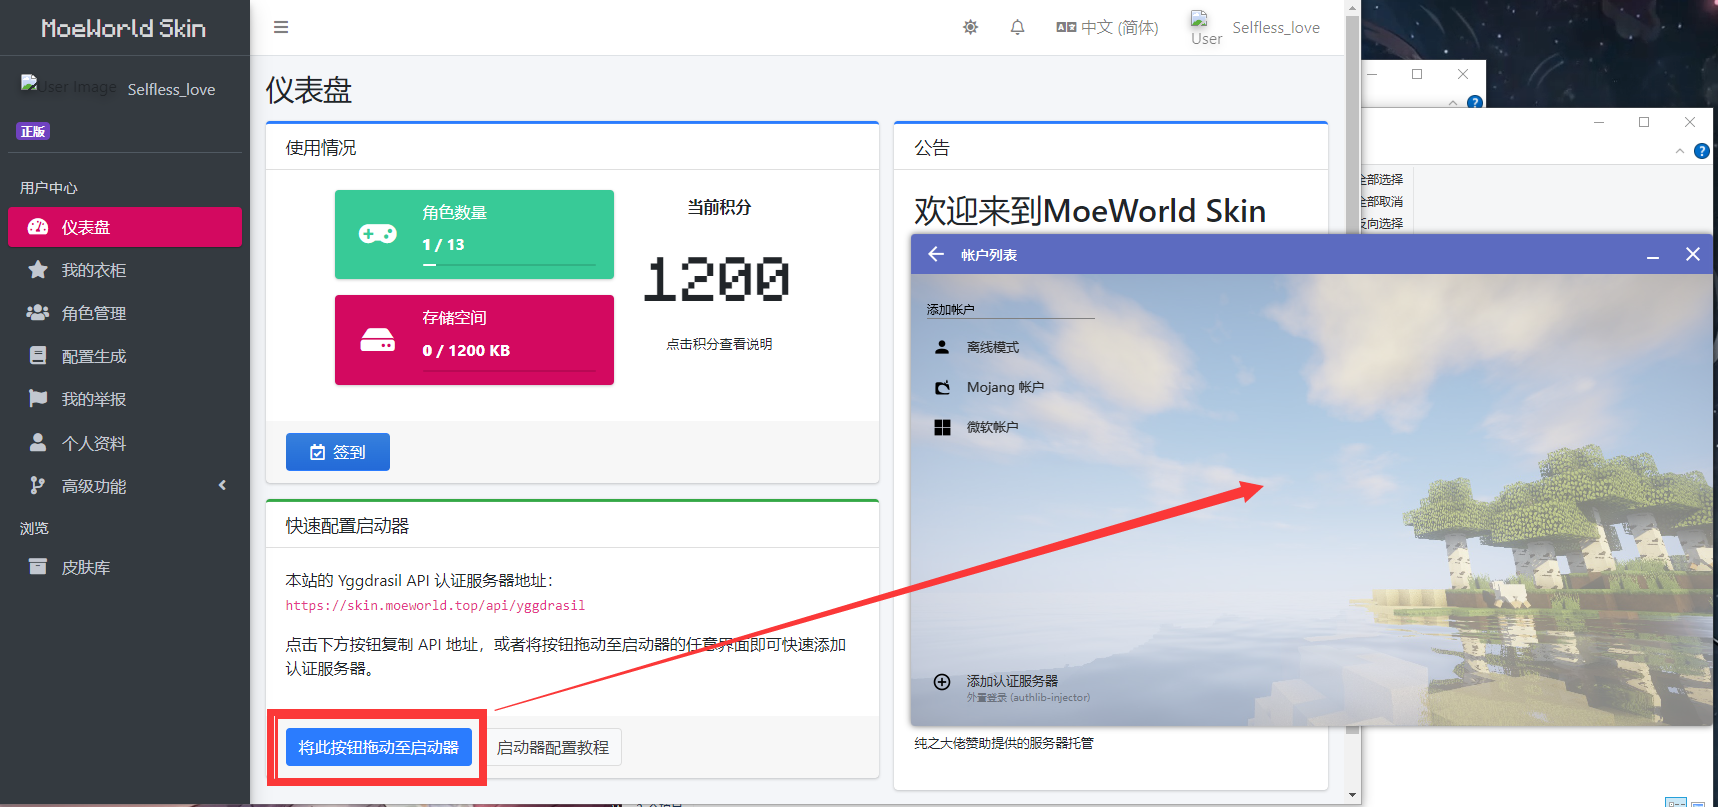 MoeWorld Skin
User Image
Selfless_love
正版
用户中心
仪表盘
我的衣柜
角色管理
配置生成
我的举报
个人资料
高级功能
浏览
皮肤库
中文 (简体)
User
Selfless_love
仪表盘
使用情况
角色数量
1 / 13
存储空间
0 / 1200 KB
当前积分
1200
点击积分查看说明
签到
快速配置启动器
本站的 Yggdrasil API 认证服务器地址：
https://skin.moeworld.top/api/yggdrasil
点击下方按钮复制 API 地址，或者将按钮拖动至启动器的任意界面即可快速添加
认证服务器。
将此按钮拖动至启动器
启动器配置教程
公告
欢迎来到MoeWorld Skin
纯之大佬赞助提供的服务器托管
全部选择
全部取消
反向选择
帐户列表
添加帐户
离线模式
Mojang 帐户
微软帐户
添加认证服务器
外置登录 (authlib-injector)